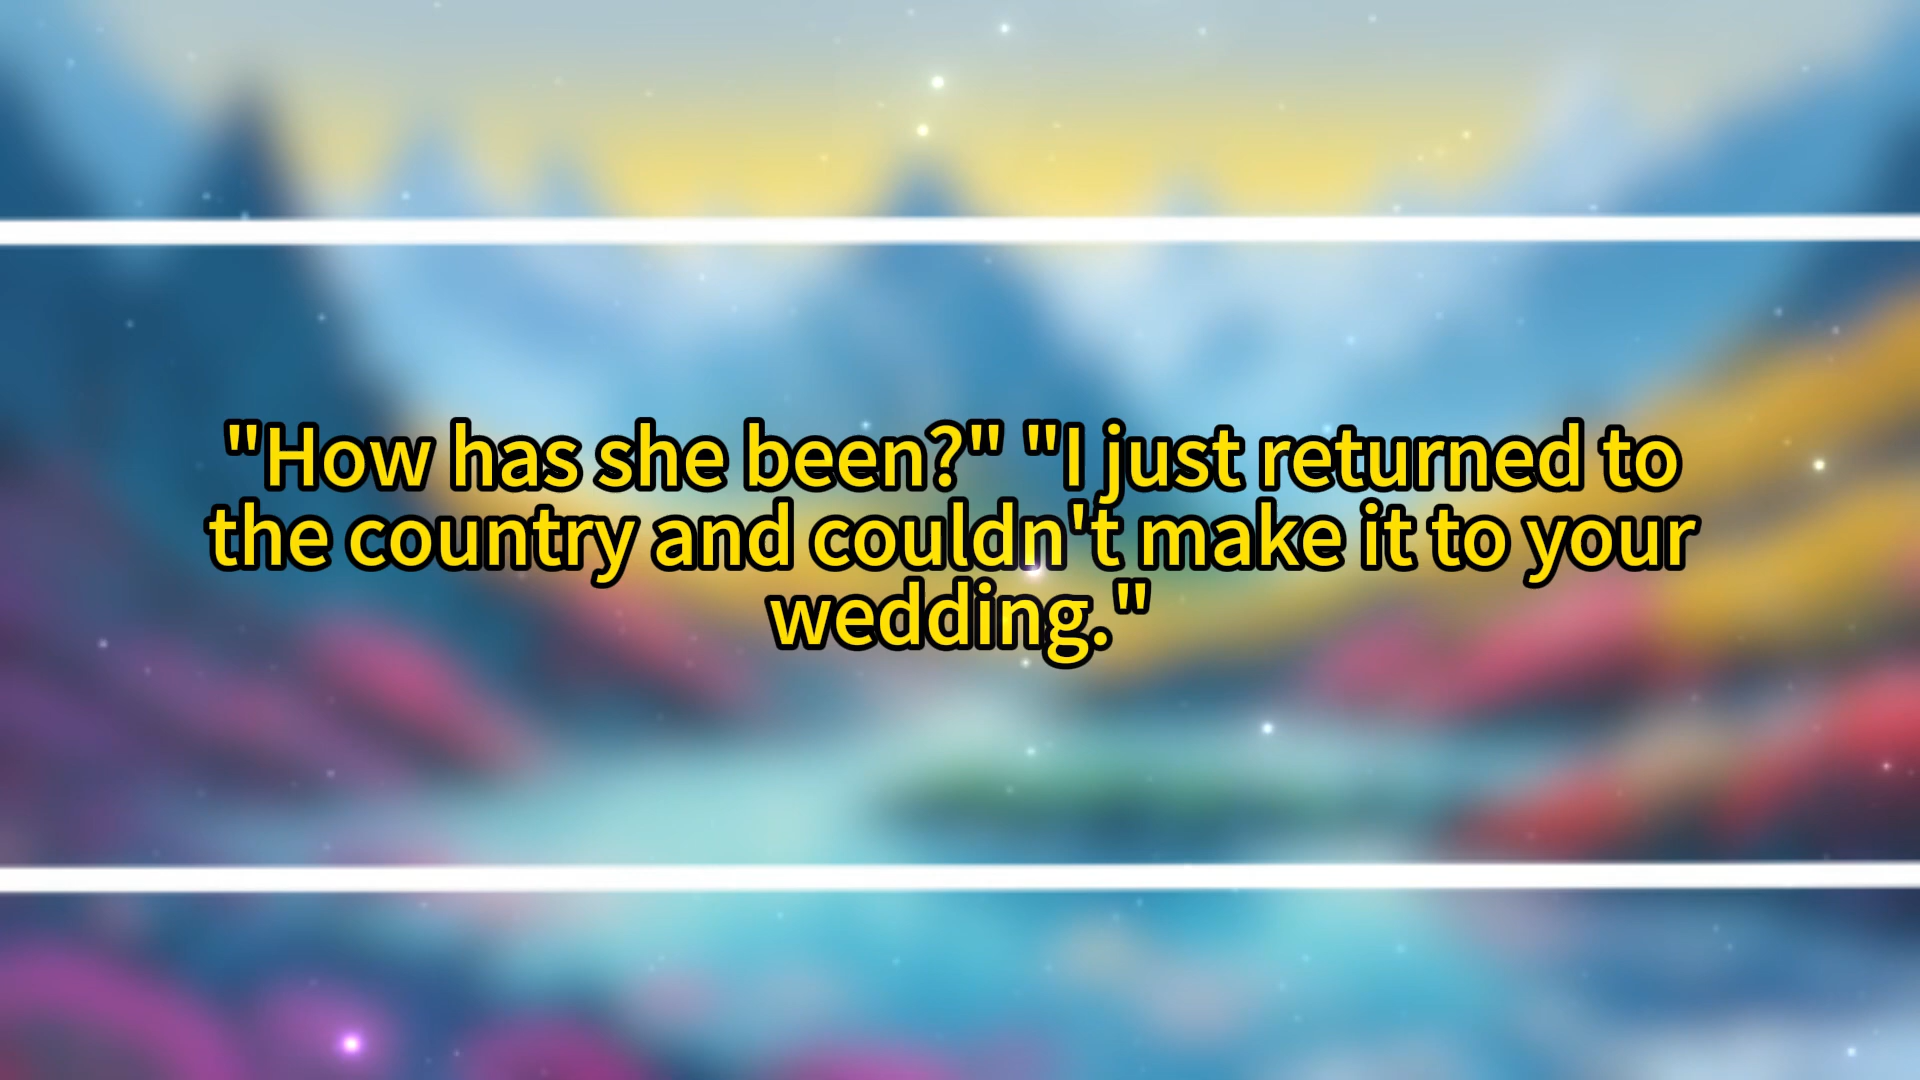 "How has she been?" "I just returned to
the country and couldn't make it to your
wedding."